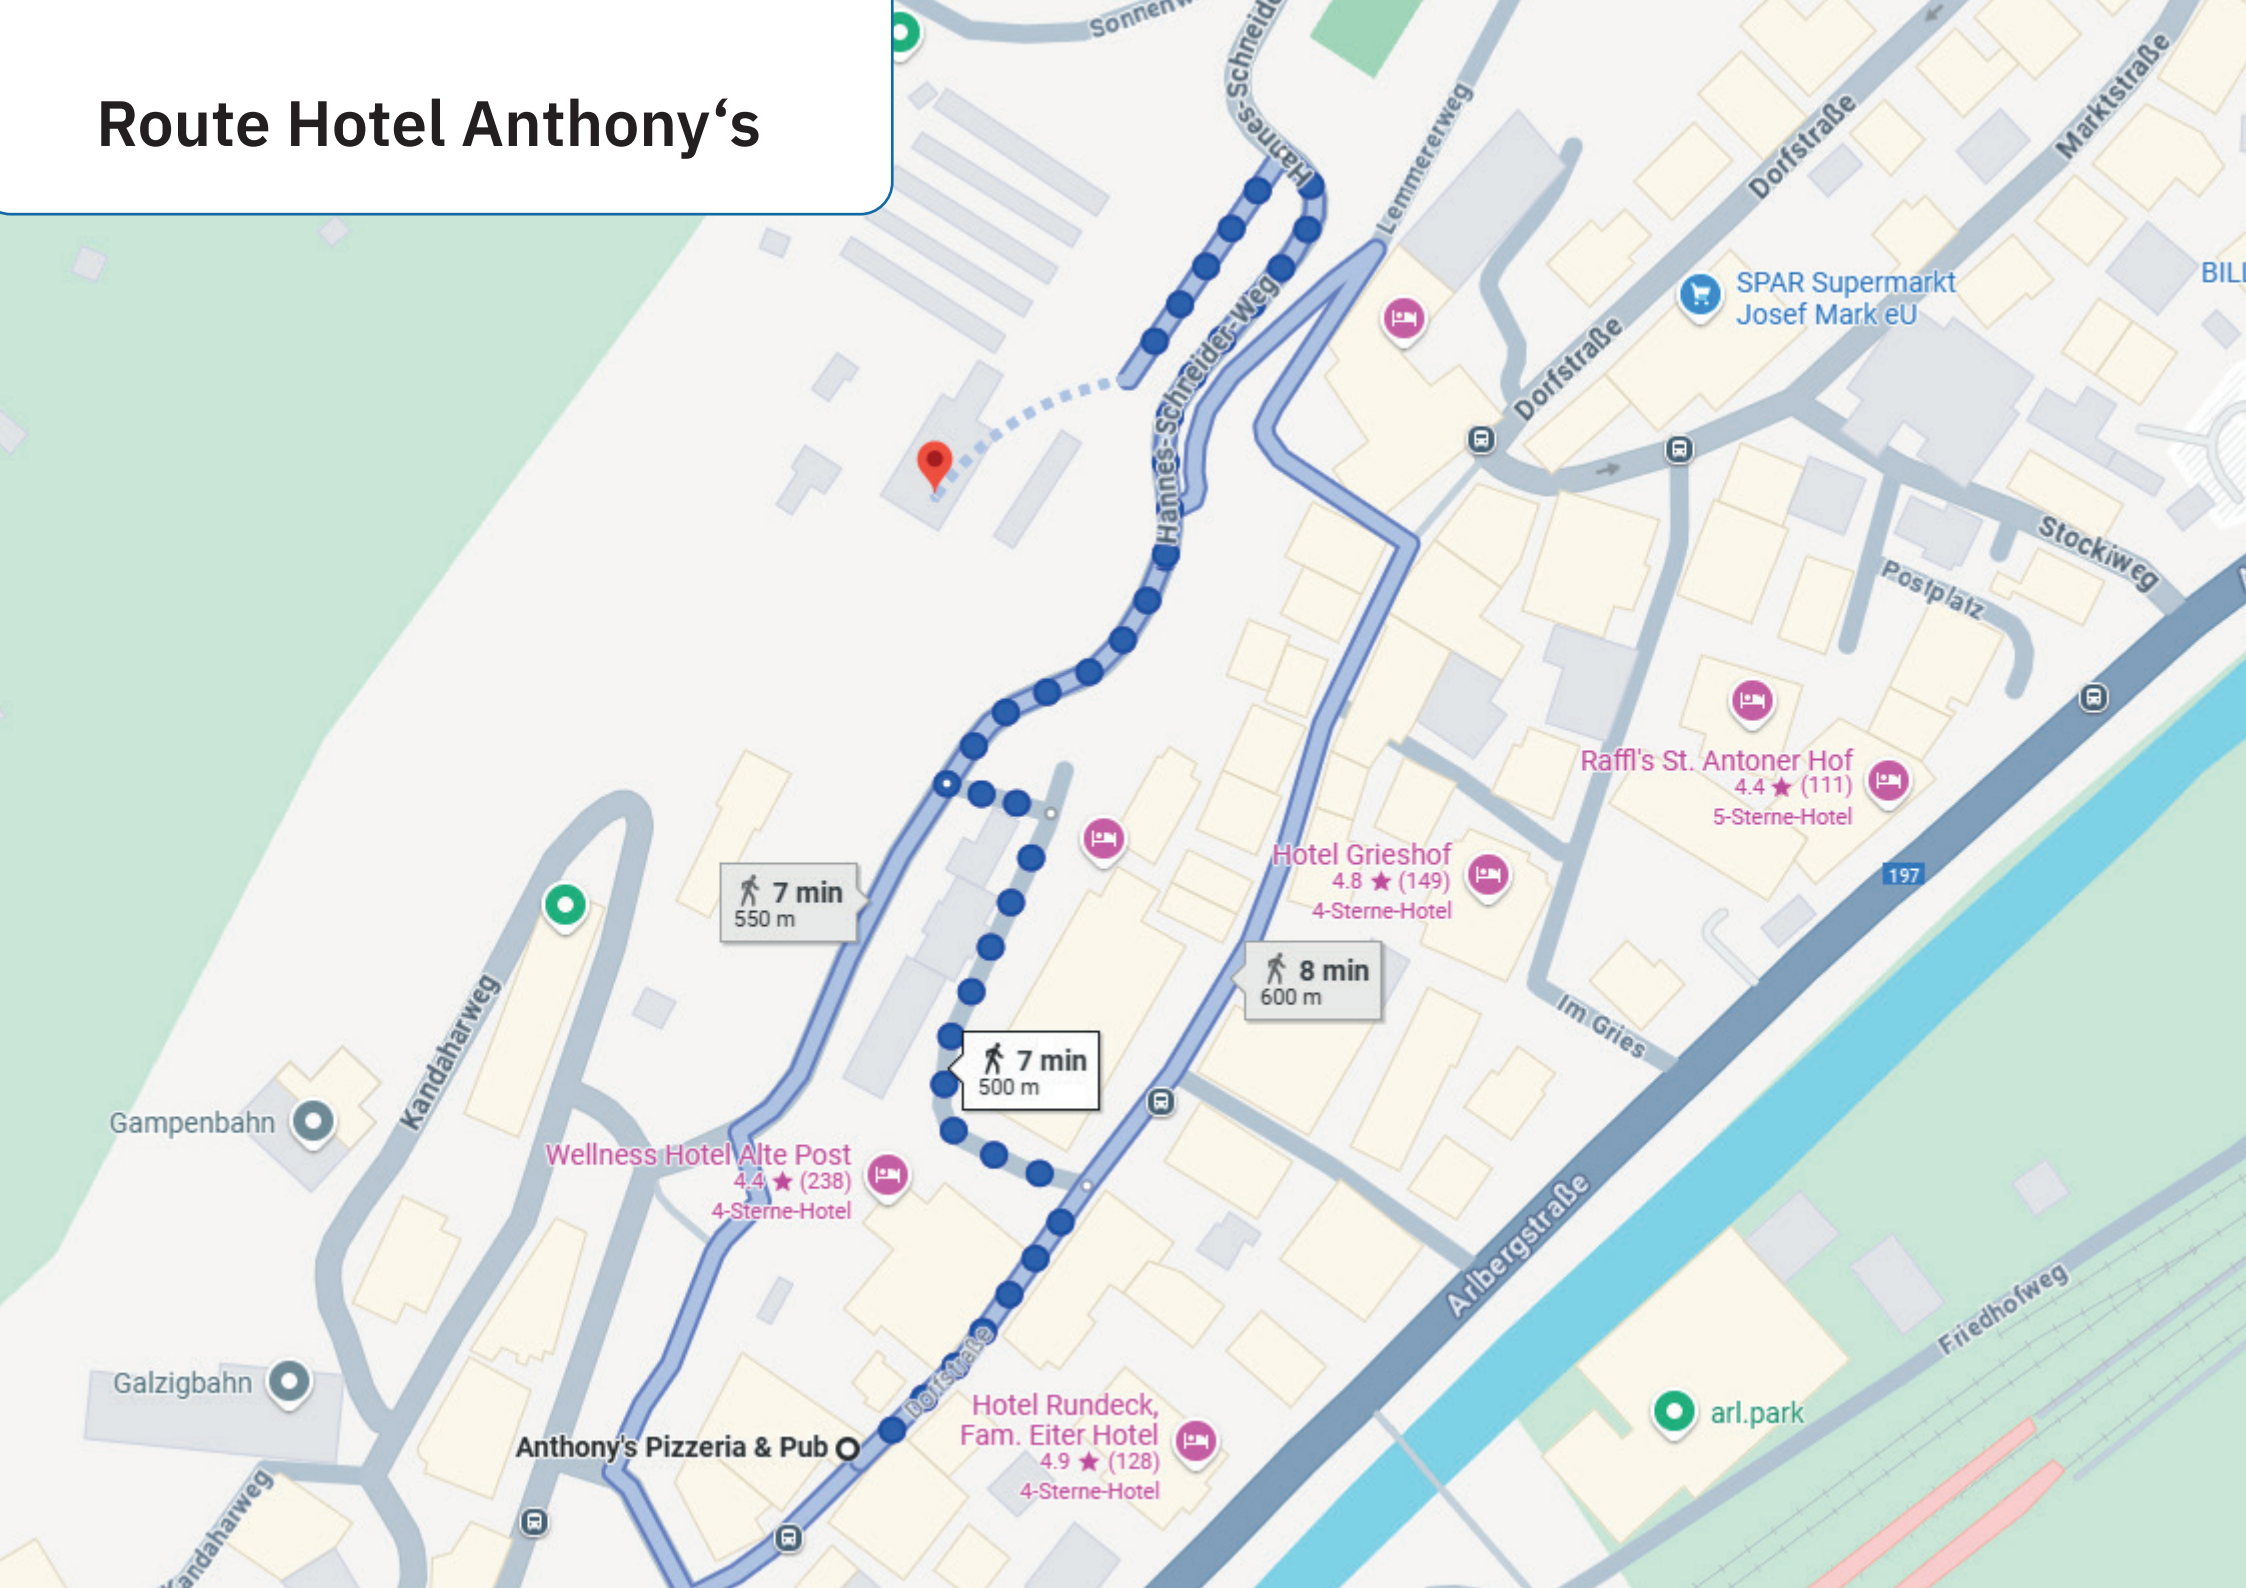 Route Hotel Anthony‘s
Hannes-Schneider-Weg
Lemmererweg
Dorfstraße
Marktstraße
SPAR Supermarkt
Josef Mark eU
Dorfstraße
Hannes-Schneider-Weg
Stockiweg
Postplatz
Raffl's St. Antoner Hof
4.4 ★ (111)
5-Sterne-Hotel
Hotel Grieshof
4.8 ★ (149)
4-Sterne-Hotel
197
7 min
550 m
8 min
600 m
Im Gries
Kandaharweg
7 min
500 m
Gampenbahn
Wellness Hotel Alte Post
4.4 ★ (238)
4-Sterne-Hotel
Arlbergstraße
Friedhofweg
Dorfstraße
Galzigbahn
Hotel Rundeck,
Fam. Eiter Hotel
4.9 ★ (128)
4-Sterne-Hotel
arl.park
Anthony's Pizzeria & Pub
Kandaharweg